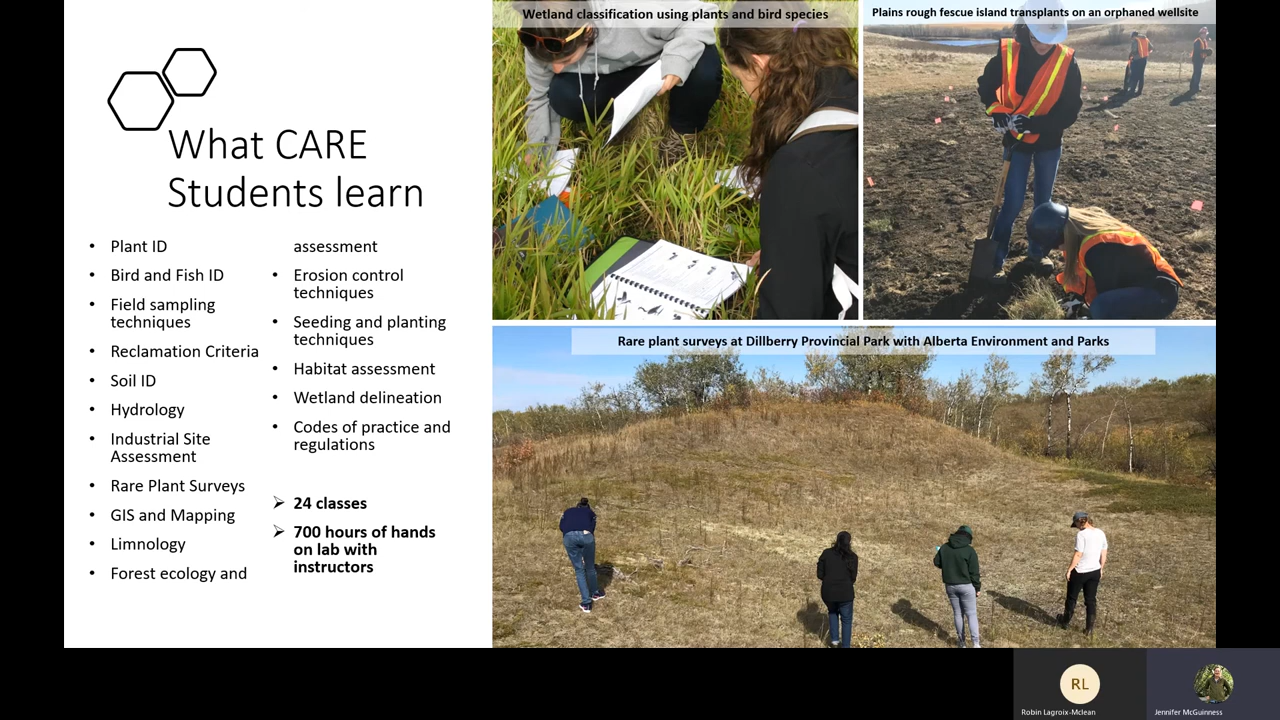 What CARE
Students learn
Plant ID
Bird and Fish ID
Field sampling
techniques
Reclamation Criteria
Soil ID
Hydrology
Industrial Site
Assessment
Rare Plant Surveys
GIS and Mapping
Limnology
Forest ecology and
assessment
Erosion control
techniques
Seeding and planting
techniques
Habitat assessment
Wetland delineation
Codes of practice and
regulations
24 classes
700 hours of hands
on lab with
instructors
Wetland classification using plants and bird species
Plains rough fescue island transplants on an orphaned wellsite
Rare plant surveys at Dillberry Provincial Park with Alberta Environment and Parks
RL
Robin Lagroix-Mclean
Jennifer McGuinness